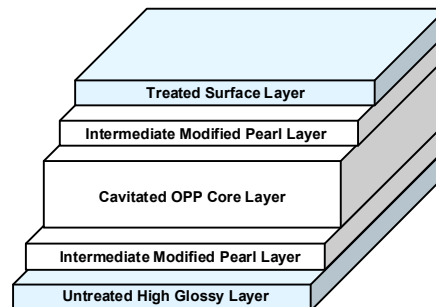 Treated Surface Layer
Intermediate Modified Pearl Layer
Cavitated OPP Core Layer
Intermediate Modified Pearl Layer
Untreated High Glossy Layer